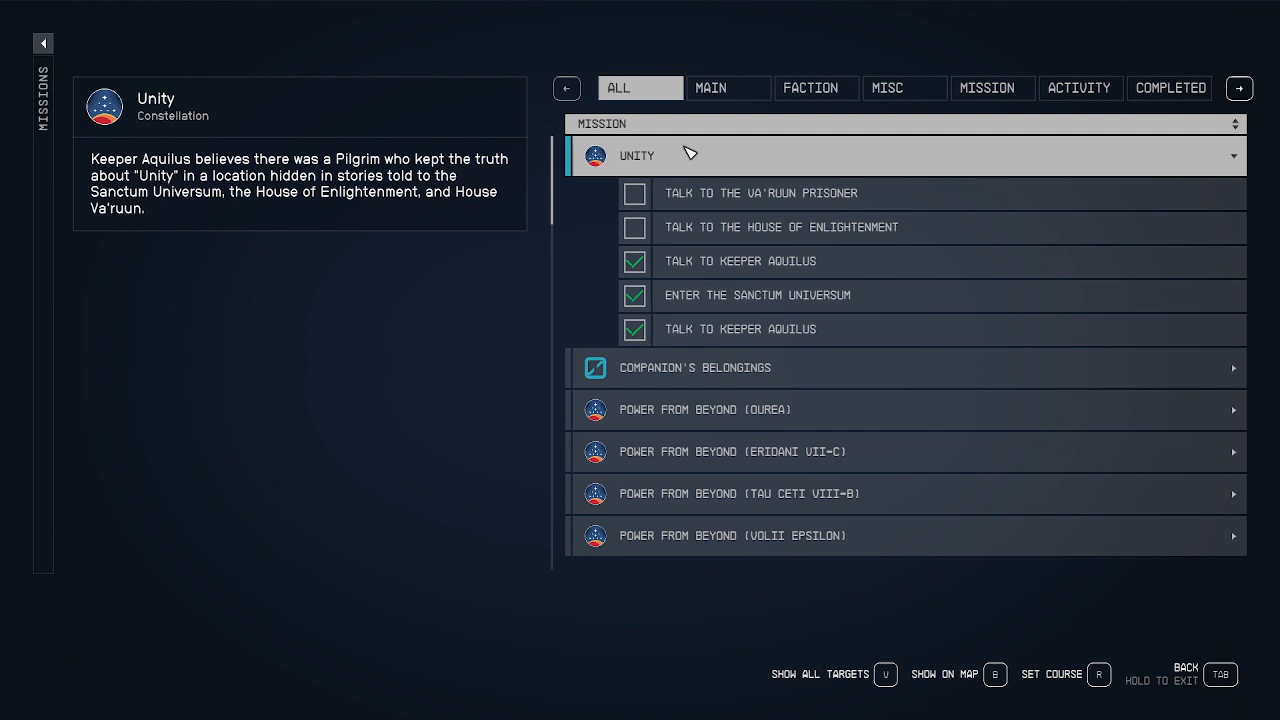 MISSIONS
Unity
Constellation
Keeper Aquilus believes there was a Pilgrim who kept the truth
about "Unity" in a location hidden in stories told to the
Sanctum Universum, the House of Enlightenment, and House
Va'ruun.
ALL MAIN FACTION MISC MISSION ACTIVITY COMPLETED
MISSION
UNITY
TALK TO THE VA'RUUN PRISONER
TALK TO THE HOUSE OF ENLIGHTENMENT
TALK TO KEEPER AQUILUS
ENTER THE SANCTUM UNIVERSUM
TALK TO KEEPER AQUILUS
COMPANION'S BELONGINGS
POWER FROM BEYOND (OUREA)
POWER FROM BEYOND (ERIDANI VII-C)
POWER FROM BEYOND (TAU CETI VIII-B)
POWER FROM BEYOND (VOLII EPSILON)
SHOW ALL TARGETS V SHOW ON MAP B SET COURSE R BACK TAB
HOLD TO EXIT